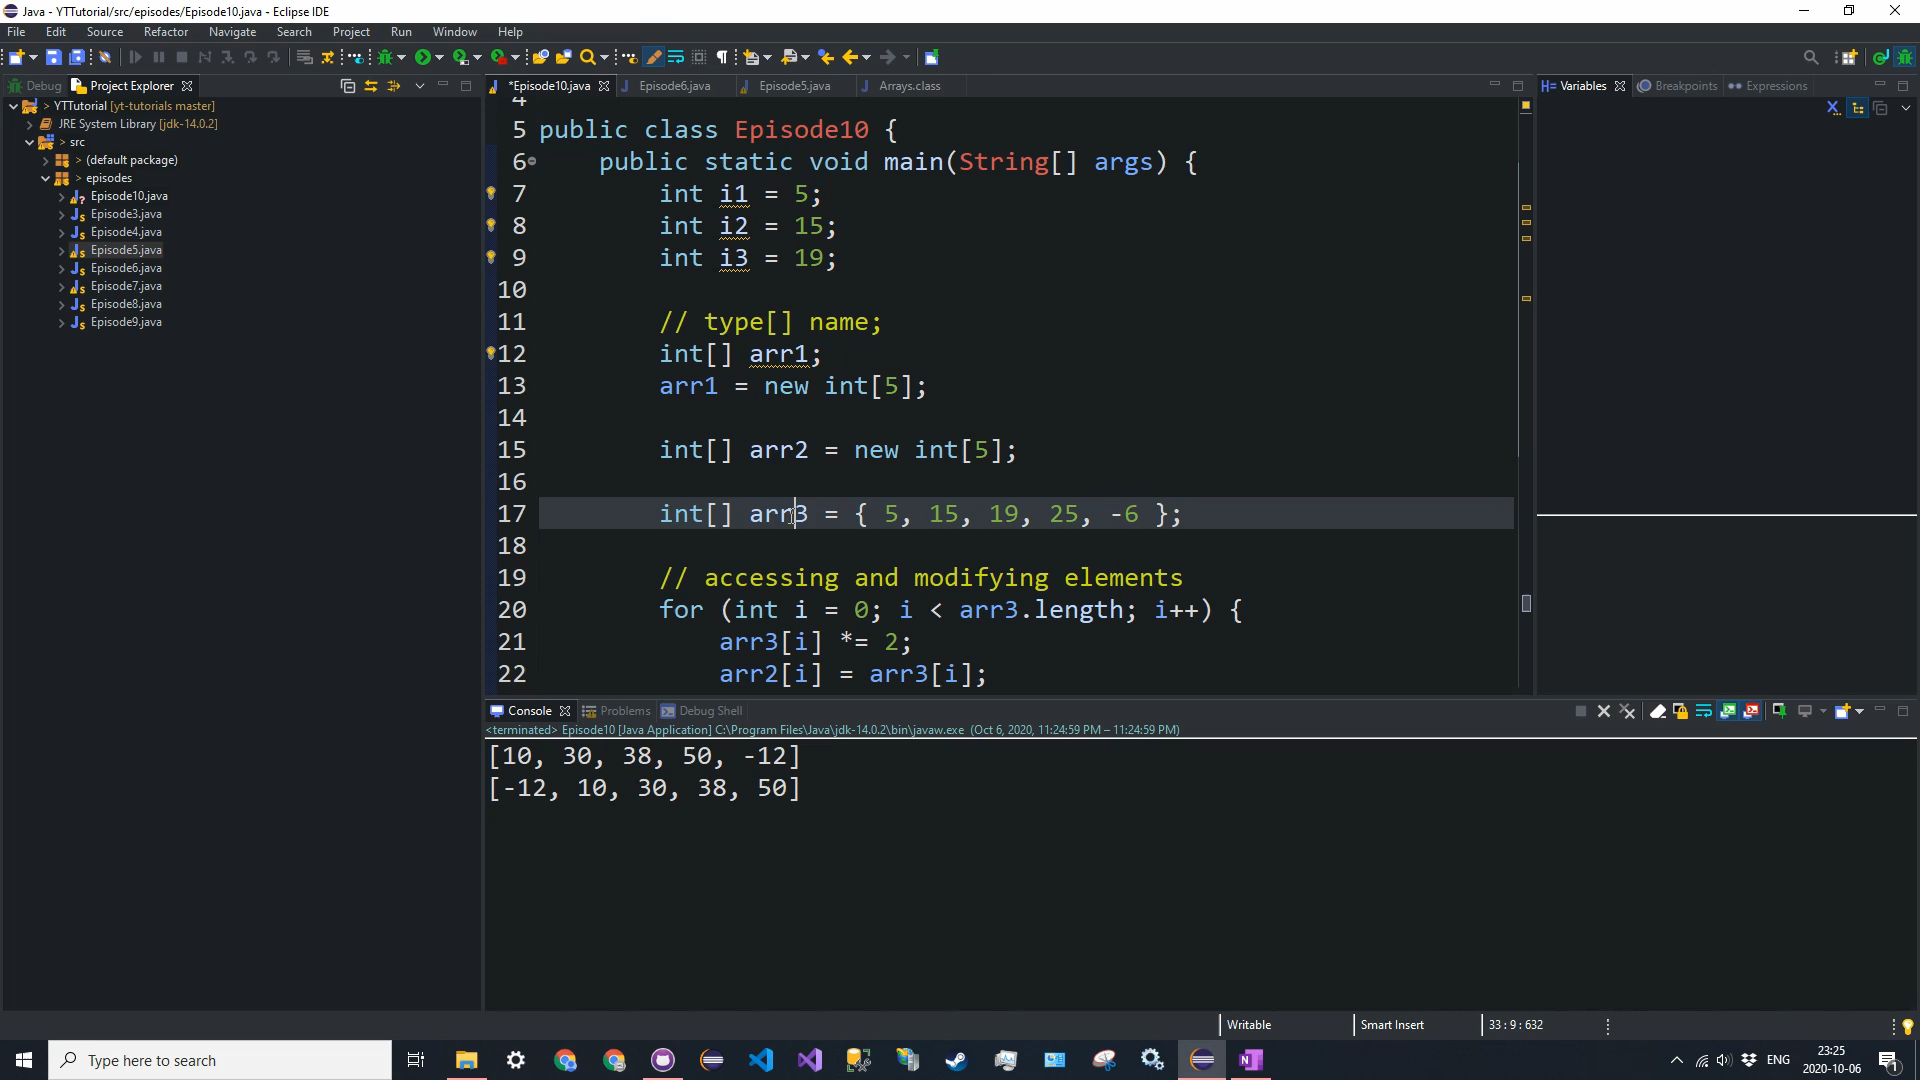 Java - YTTutorial/src/episodes/Episode10.java - Eclipse IDE
File Edit Source Refactor Navigate Search Project Run Window Help
Debug Project Explorer
*Episode10.java Episode6.java Episode5.java Arrays.class
Variables Breakpoints Expressions
> YTTutorial [yt-tutorials master]
JRE System Library [jdk-14.0.2]
> src
> (default package)
> episodes
Episode10.java
Episode3.java
Episode4.java
Episode5.java
Episode6.java
Episode7.java
Episode8.java
Episode9.java
4
5 public class Episode10 {
6 public static void main(String[] args) {
7 int i1 = 5;
8 int i2 = 15;
9 int i3 = 19;
10
11 // type[] name;
12 int[] arr1;
13 arr1 = new int[5];
14
15 int[] arr2 = new int[5];
16
17 int[] arr3 = { 5, 15, 19, 25, -6 };
18
19 // accessing and modifying elements
20 for (int i = 0; i < arr3.length; i++) {
21 arr3[i] *= 2;
22 arr2[i] = arr3[i];
Console Problems Debug Shell
<terminated> Episode10 [Java Application] C:\Program Files\Java\jdk-14.0.2\bin\javaw.exe (Oct 6, 2020, 11:24:59 PM – 11:24:59 PM)
[10, 30, 38, 50, -12]
[-12, 10, 30, 38, 50]
Writable Smart Insert 33 : 9 : 632
Type here to search
ENG
23:25
2020-10-06
1